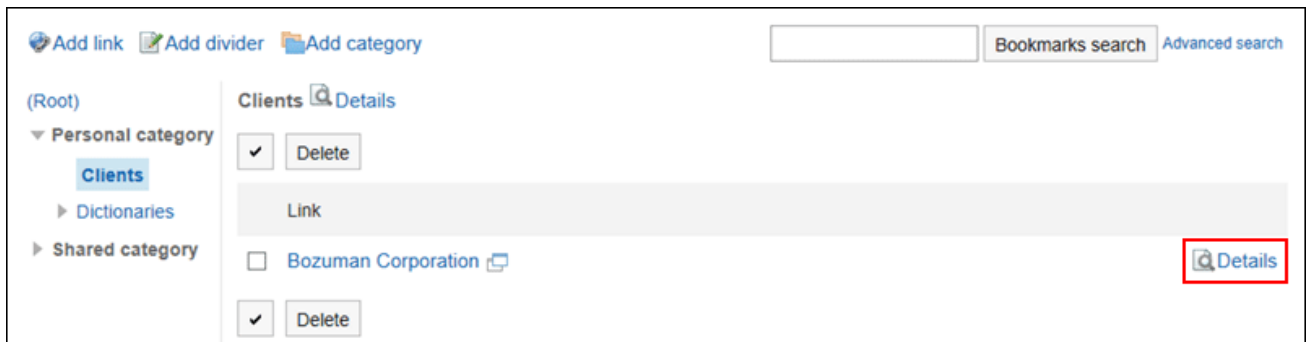 Add link Add divider Add category Bookmarks search Advanced search
(Root)
Personal category
Clients
Dictionaries
Shared category
Clients Details
Delete
Link
Bozuman Corporation Details
Delete